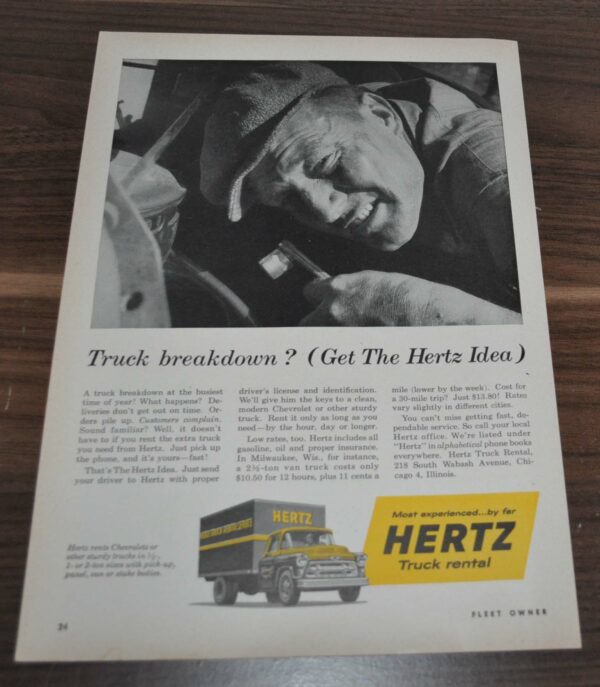 Truck breakdown? (Get The Hertz Idea)
A truck breakdown at the busiest
time of year! What happens? De-
liveries don't get out on time. Or-
ders pile up. Customers complain.
Sound familiar? Well, it doesn't
have to if you rent the extra truck
you need from Hertz. Just pick up
the phone, and it's yours—fast!
That's The Hertz Idea. Just send
your driver to Hertz with proper
driver's license and identification.
We'll give him the keys to a clean,
modern Chevrolet or other sturdy
truck. Rent it only as long as you
need—by the hour, day or longer.
Low rates, too. Hertz includes all
gasoline, oil and proper insurance.
In Milwaukee, Wis., for instance,
a 2½-ton van truck costs only
$10.50 for 12 hours, plus 11 cents a
mile (lower by the week). Cost for
a 30-mile trip? Just $13.80! Rates
vary slightly in different cities.
You can't miss getting fast, de-
pendable service. So call your local
Hertz office. We're listed under
"Hertz" in alphabetical phone books
everywhere. Hertz Truck Rental,
218 South Wabash Avenue, Chi-
cago 4, Illinois.
Hertz rents Chevrolets or
other sturdy trucks in ½-,
1- or 2-ton sizes with pick-up,
panel, van or stake bodies.
HERTZ
HERTZ TRUCK RENTAL SERVICE
Most experienced...by far
HERTZ
Truck rental
24
FLEET OWNER